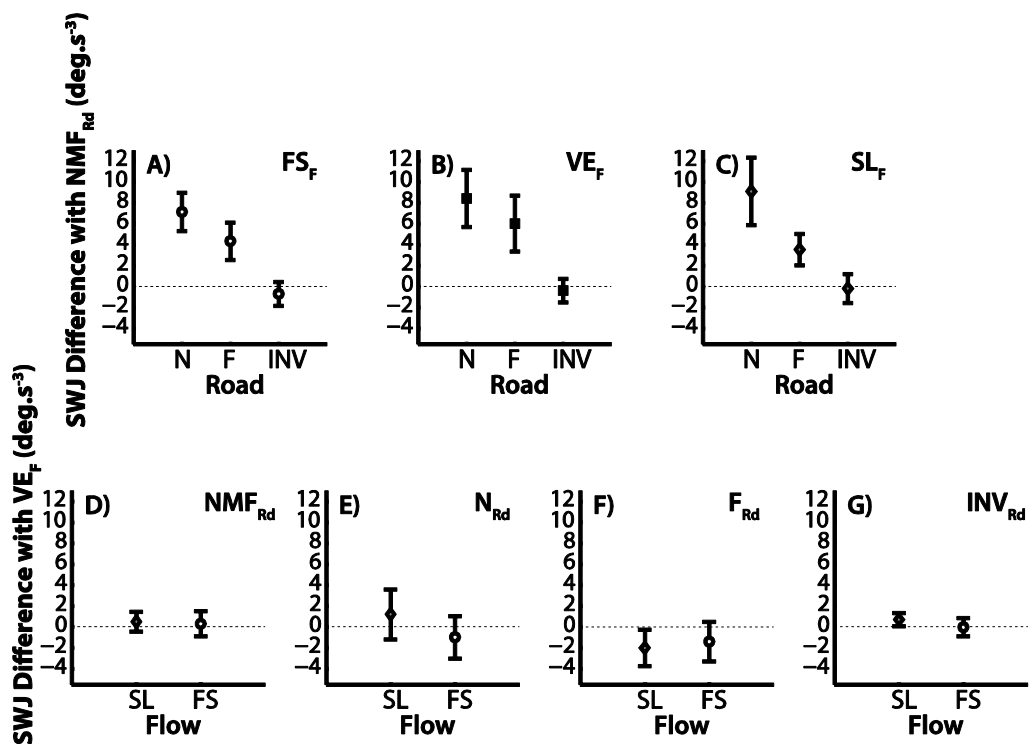 SWJ Difference with NMF_Rd (deg.s⁻³)
A) FS_F
12
10
8
6
4
2
0
−2
−4
N F INV
Road
B) VE_F
12
10
8
6
4
2
0
−2
−4
N F INV
Road
C) SL_F
12
10
8
6
4
2
0
−2
−4
N F INV
Road
SWJ Difference with VE_F (deg.s⁻³)
D) NMF_Rd
12
10
8
6
4
2
0
−2
−4
SL FS
Flow
E) N_Rd
12
10
8
6
4
2
0
−2
−4
SL FS
Flow
F) F_Rd
12
10
8
6
4
2
0
−2
−4
SL FS
Flow
G) INV_Rd
12
10
8
6
4
2
0
−2
−4
SL FS
Flow